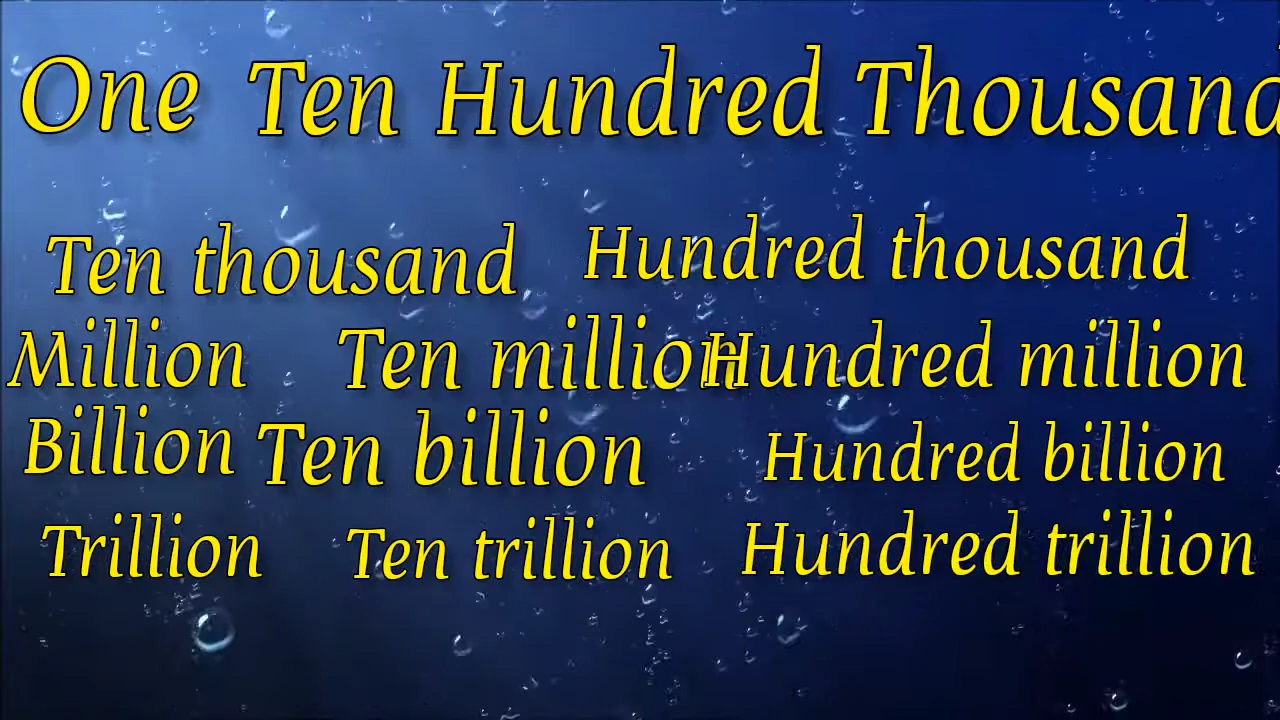 One Ten Hundred Thousand
Ten thousand Hundred thousand
Million Ten million Hundred million
Billion Ten billion Hundred billion
Trillion Ten trillion Hundred trillion